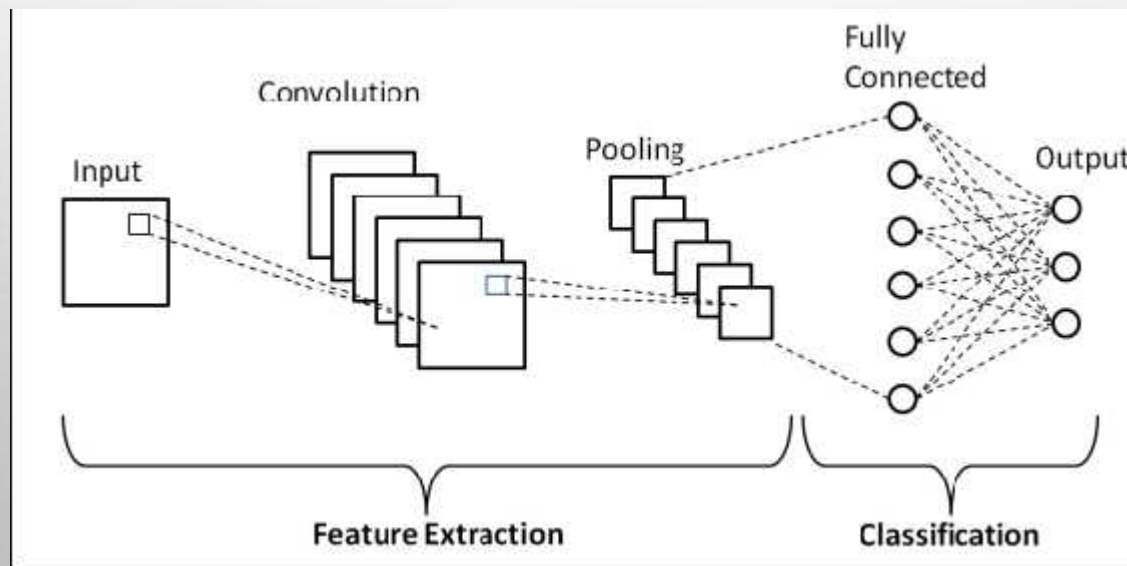 Input
Convolution
Pooling
Fully
Connected
Output
Feature Extraction
Classification